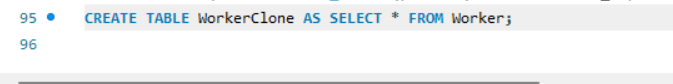 95 CREATE TABLE WorkerClone AS SELECT * FROM Worker;
96